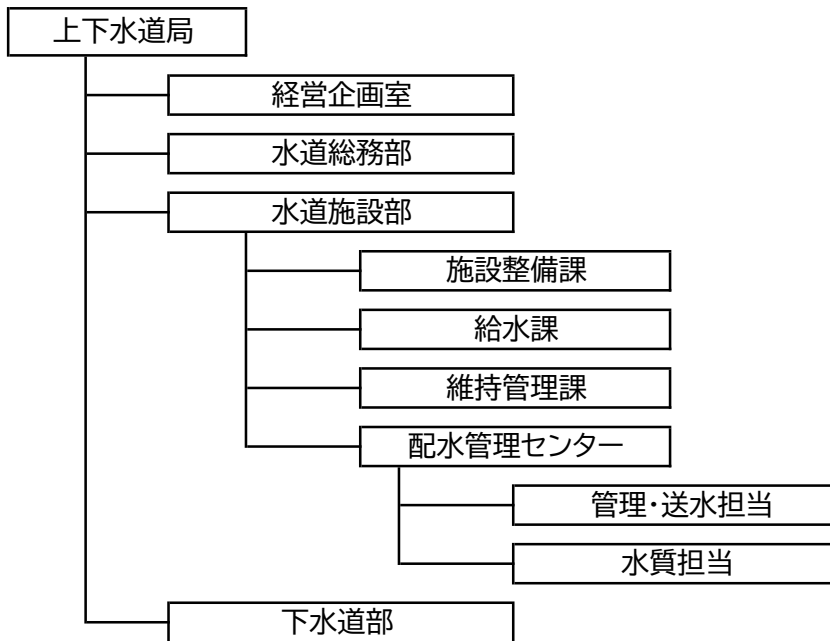 上下水道局
経営企画室
水道総務部
水道施設部
施設整備課
給水課
維持管理課
配水管理センター
管理・送水担当
水質担当
下水道部